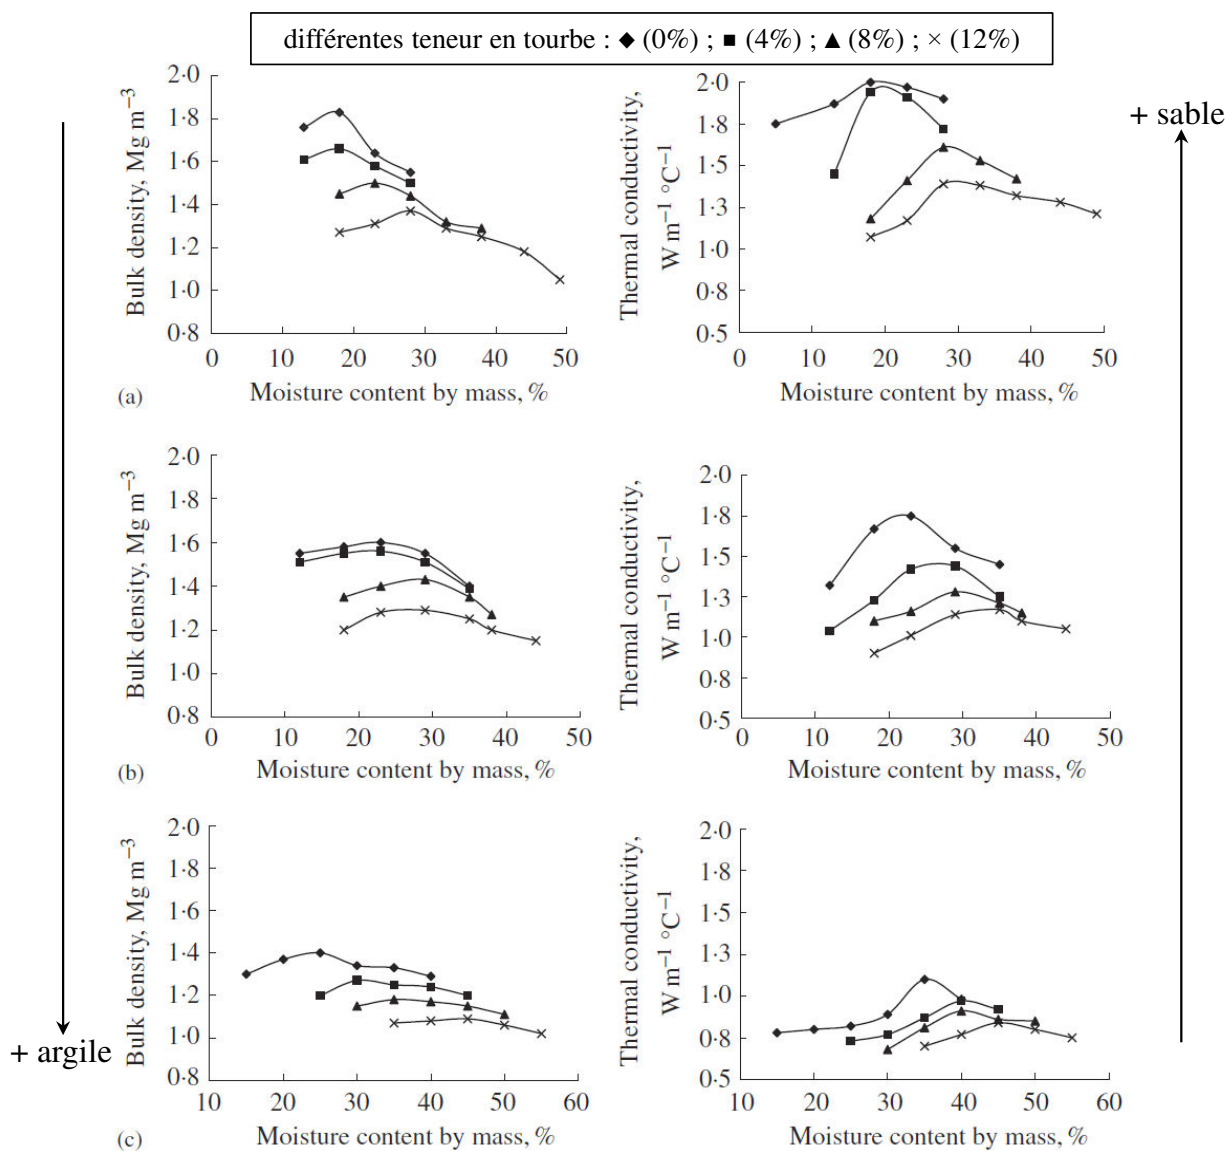 différentes teneur en tourbe : ◆ (0%) ; ■ (4%) ; ▲ (8%) ; × (12%)
+ sable
+ argile
Bulk density, Mg m⁻³
2·0
1·8
1·6
1·4
1·2
1·0
0·8
0 10 20 30 40 50
Moisture content by mass, %
(a)
Thermal conductivity,
W m⁻¹ °C⁻¹
2·0
1·8
1·5
1·3
1·0
0·8
0·5
0 10 20 30 40 50
Moisture content by mass, %
Bulk density, Mg m⁻³
2·0
1·8
1·6
1·4
1·2
1·0
0·8
0 10 20 30 40 50
Moisture content by mass, %
(b)
Thermal conductivity,
W m⁻¹ °C⁻¹
2·0
1·8
1·5
1·3
1·0
0·8
0·5
0 10 20 30 40 50
Moisture content by mass, %
Bulk density, Mg m⁻³
2·0
1·8
1·6
1·4
1·2
1·0
0·8
10 20 30 40 50 60
Moisture content by mass, %
(c)
Thermal conductivity,
W m⁻¹ °C⁻¹
2·0
1·8
1·5
1·3
1·0
0·8
0·5
10 20 30 40 50 60
Moisture content by mass, %